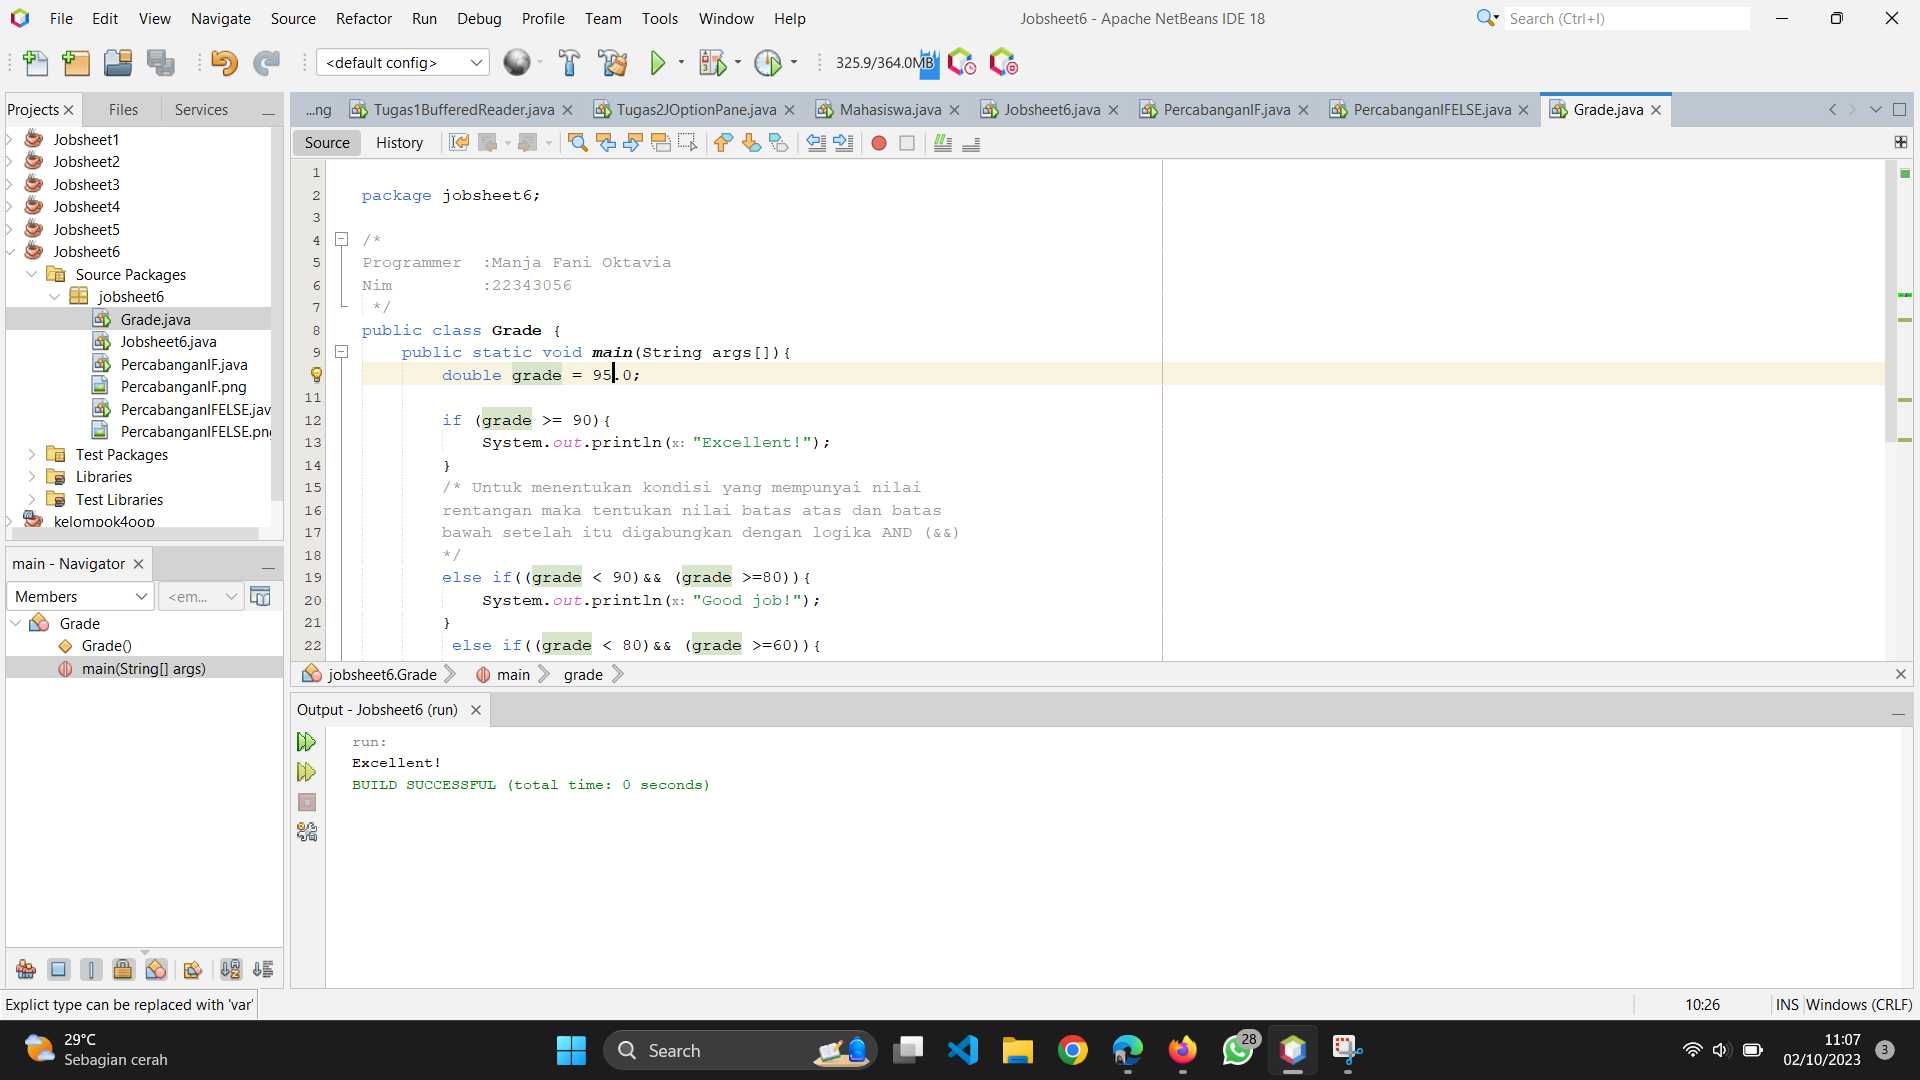 File Edit View Navigate Source Refactor Run Debug Profile Team Tools Window Help
Jobsheet6 - Apache NetBeans IDE 18
Search (Ctrl+I)
<default config>
325.9/364.0MB
Projects Files Services
...ng Tugas1BufferedReader.java Tugas2JOptionPane.java Mahasiswa.java Jobsheet6.java PercabanganIF.java PercabanganIFELSE.java Grade.java
Source History
Jobsheet1
Jobsheet2
Jobsheet3
Jobsheet4
Jobsheet5
Jobsheet6
Source Packages
jobsheet6
Grade.java
Jobsheet6.java
PercabanganIF.java
PercabanganIF.png
PercabanganIFELSE.jav
PercabanganIFELSE.pn
Test Packages
Libraries
Test Libraries
kelompok4oop
1
2 package jobsheet6;
3
4 /*
5 Programmer :Manja Fani Oktavia
6 Nim :22343056
7 */
8 public class Grade {
9 public static void main(String args[]){
double grade = 95.0;
11
12 if (grade >= 90){
13 System.out.println(x: "Excellent!");
14 }
15 /* Untuk menentukan kondisi yang mempunyai nilai
16 rentangan maka tentukan nilai batas atas dan batas
17 bawah setelah itu digabungkan dengan logika AND (&&)
18 */
19 else if((grade < 90)&& (grade >=80)){
20 System.out.println(x: "Good job!");
21 }
22 else if((grade < 80)&& (grade >=60)){
jobsheet6.Grade main grade
main - Navigator
Members <em...
Grade
Grade()
main(String[] args)
Output - Jobsheet6 (run)
run:
Excellent!
BUILD SUCCESSFUL (total time: 0 seconds)
Explict type can be replaced with 'var'
10:26 INS Windows (CRLF)
29°C
Sebagian cerah
Search
28
11:07
02/10/2023
3